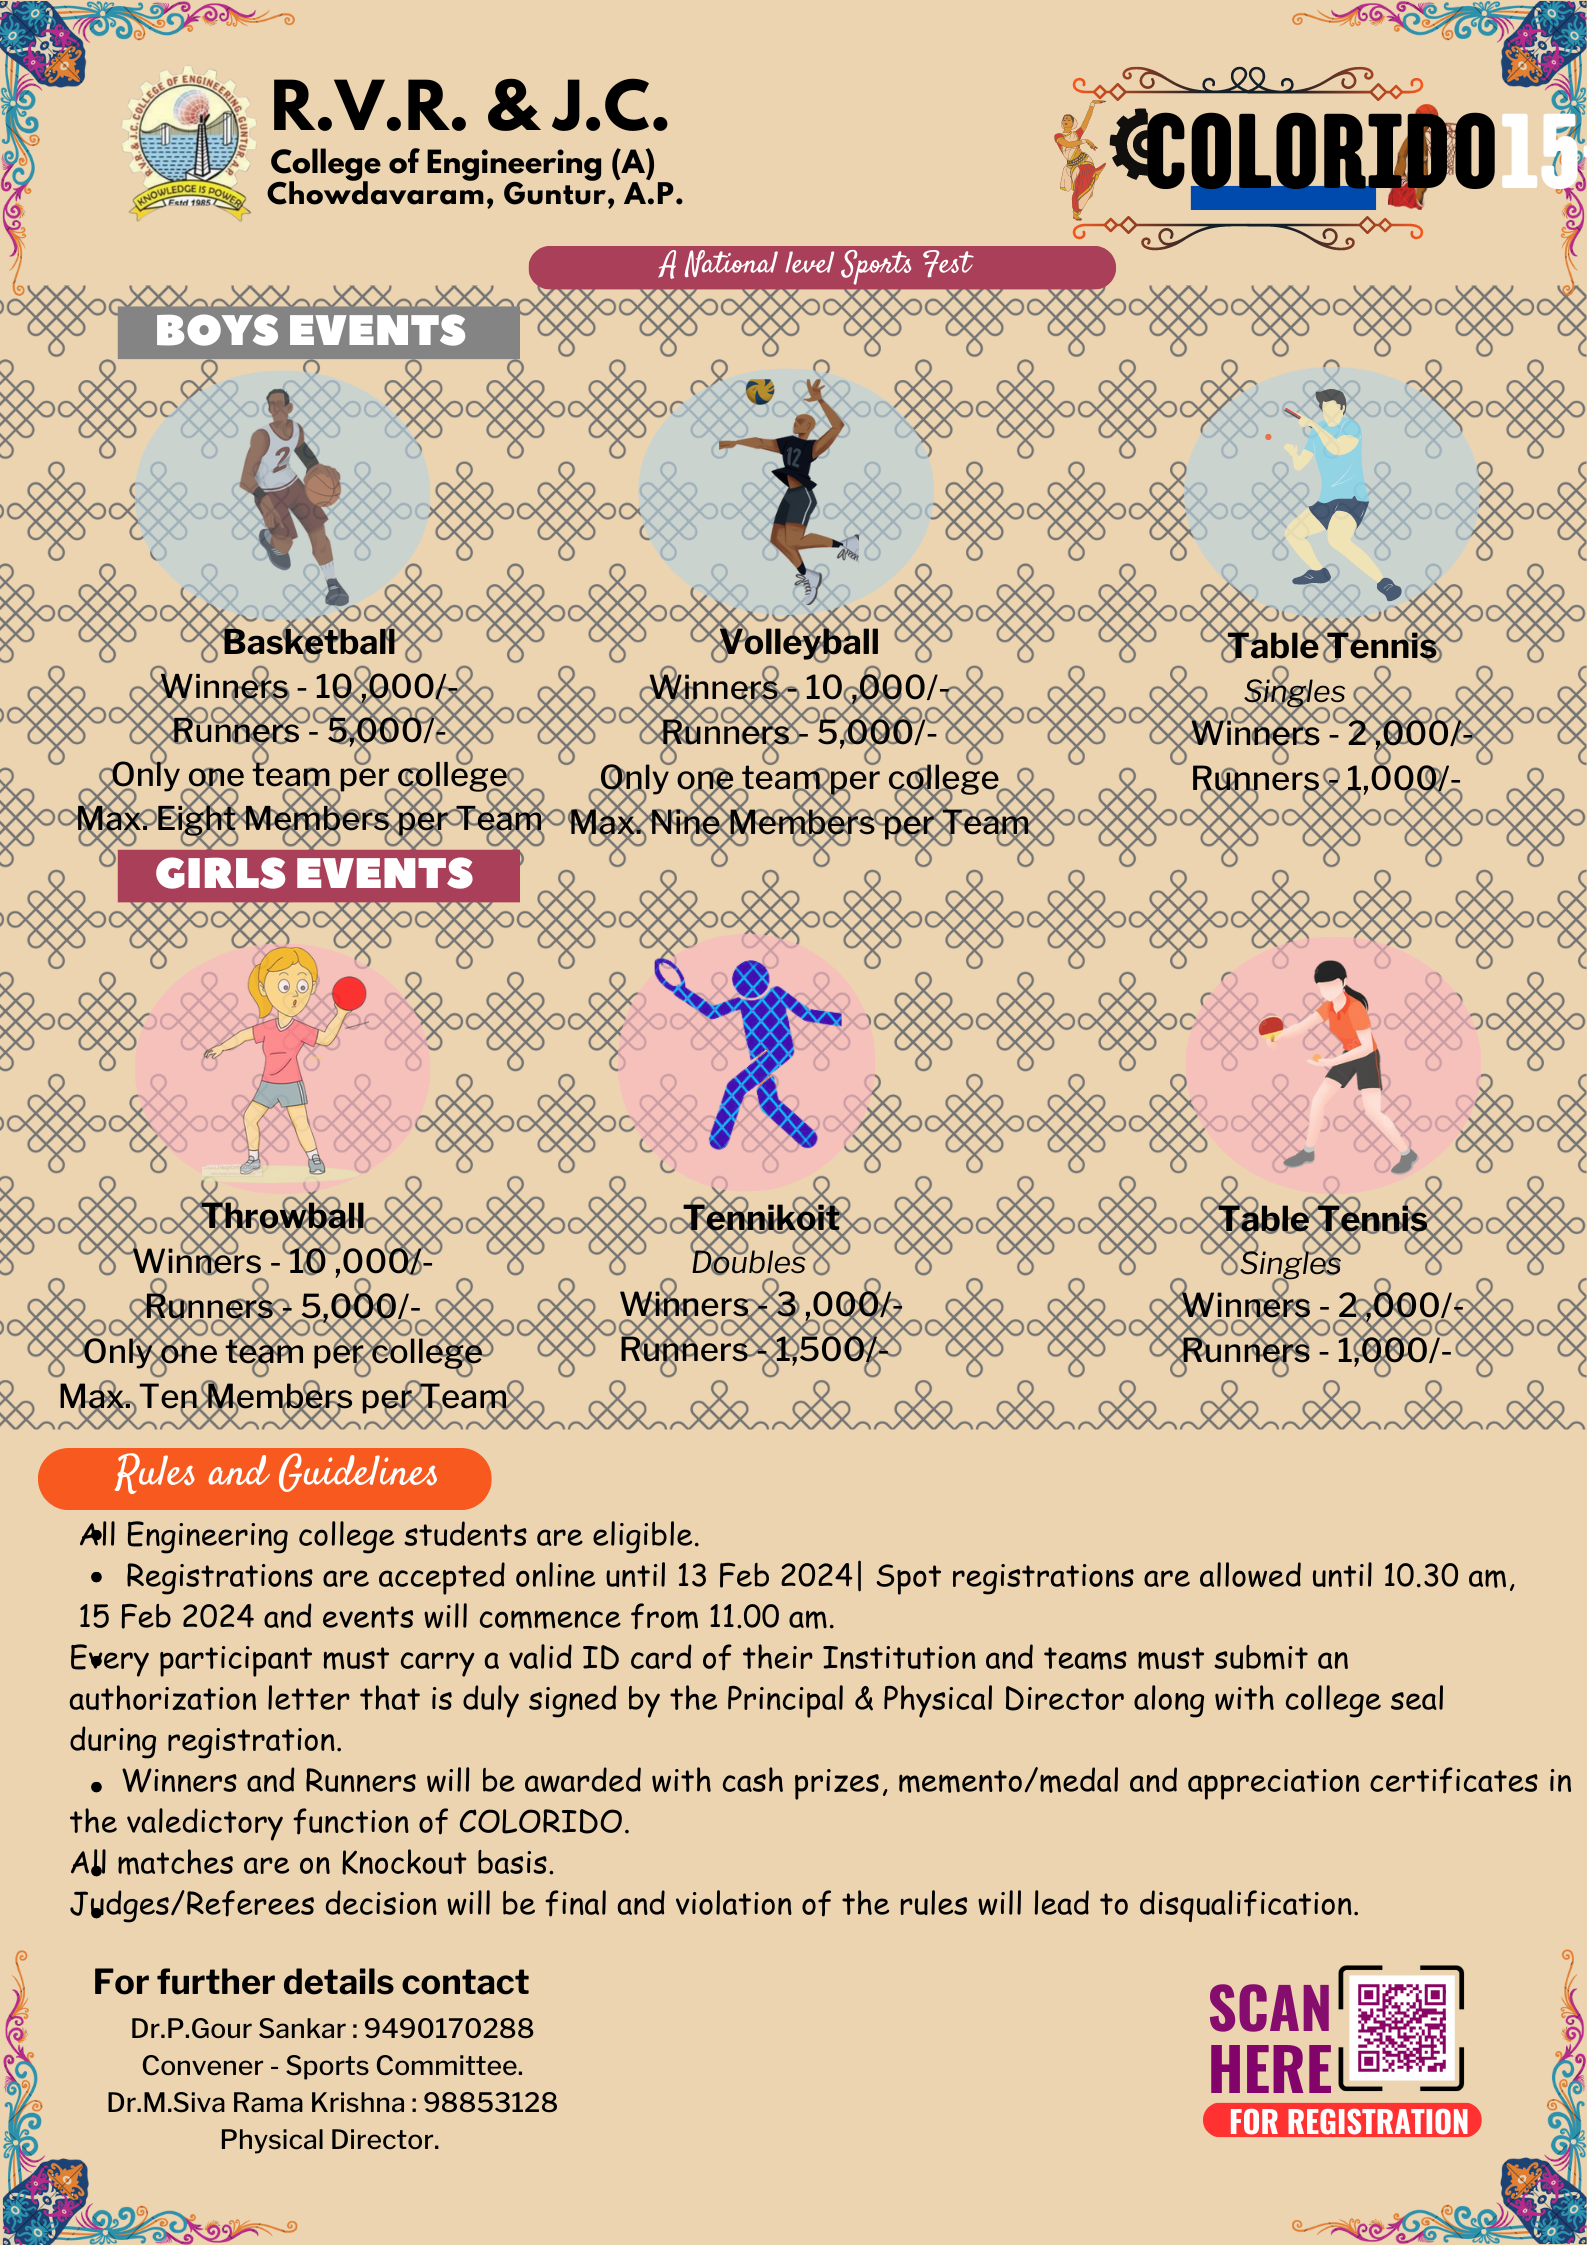 R.V.R. & J.C.
College of Engineering (A)
Chowdavaram, Guntur, A.P.
R.V.R. & J.C. COLLEGE OF ENGINEERING, GUNTUR A.P.
KNOWLEDGE IS POWER
Estd 1985
COLORIDO15
A National level Sports Fest
BOYS EVENTS
2
12
Basketball
Winners - 10 ,000/-
Runners - 5,000/-
Only one team per college
Max. Eight Members per Team
Volleyball
Winners - 10 ,000/-
Runners - 5,000/-
Only one team per college
Max. Nine Members per Team
Table Tennis
Singles
Winners - 2 ,000/-
Runners - 1,000/-
GIRLS EVENTS
Throwball
Winners - 10 ,000/-
Runners - 5,000/-
Only one team per college
Max. Ten Members per Team
Tennikoit
Doubles
Winners - 3 ,000/-
Runners - 1,500/-
Table Tennis
Singles
Winners - 2 ,000/-
Runners - 1,000/-
Rules and Guidelines
All Engineering college students are eligible.
• Registrations are accepted online until 13 Feb 2024| Spot registrations are allowed until 10.30 am,
15 Feb 2024 and events will commence from 11.00 am.
Every participant must carry a valid ID card of their Institution and teams must submit an
authorization letter that is duly signed by the Principal & Physical Director along with college seal
during registration.
• Winners and Runners will be awarded with cash prizes, memento/medal and appreciation certificates in
the valedictory function of COLORIDO.
All matches are on Knockout basis.
Judges/Referees decision will be final and violation of the rules will lead to disqualification.
For further details contact
Dr.P.Gour Sankar : 9490170288
Convener - Sports Committee.
Dr.M.Siva Rama Krishna : 98853128
Physical Director.
SCAN
HERE
FOR REGISTRATION